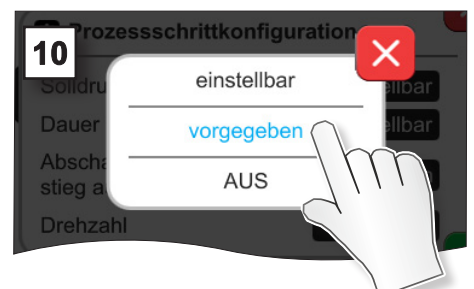 10
Prozessschrittkonfiguration
einstellbar
vorgegeben
AUS
Dauer
Drehzahl